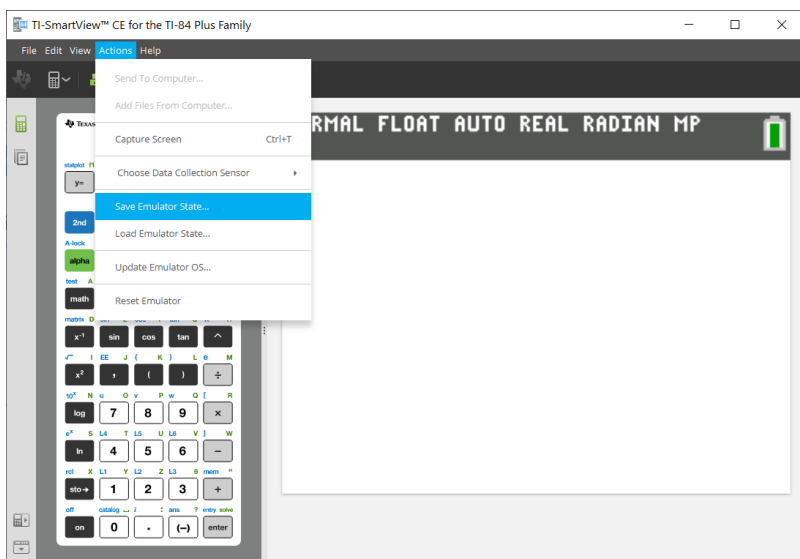 TI-SmartView™ CE for the TI-84 Plus Family
File Edit View Actions Help
Send To Computer...
Add Files From Computer...
Capture Screen Ctrl+T
Choose Data Collection Sensor
Save Emulator State...
Load Emulator State...
Update Emulator OS...
Reset Emulator
RMAL FLOAT AUTO REAL RADIAN MP
TEXAS
statplot f1
y=
2nd
A-lock
alpha
test A
math
matrix D
x⁻¹ sin cos tan ^
√‾ I EE J { K } L e M
x² , ( ) ÷
10ˣ N u O v P w Q [ R
log 7 8 9 ×
eˣ S L4 T L5 U L6 V ] W
ln 4 5 6 −
rcl X L1 Y L2 Z L3 θ mem "
sto→ 1 2 3 +
off catalog ⎵ i : ans ? entry solve
on 0 . (−) enter